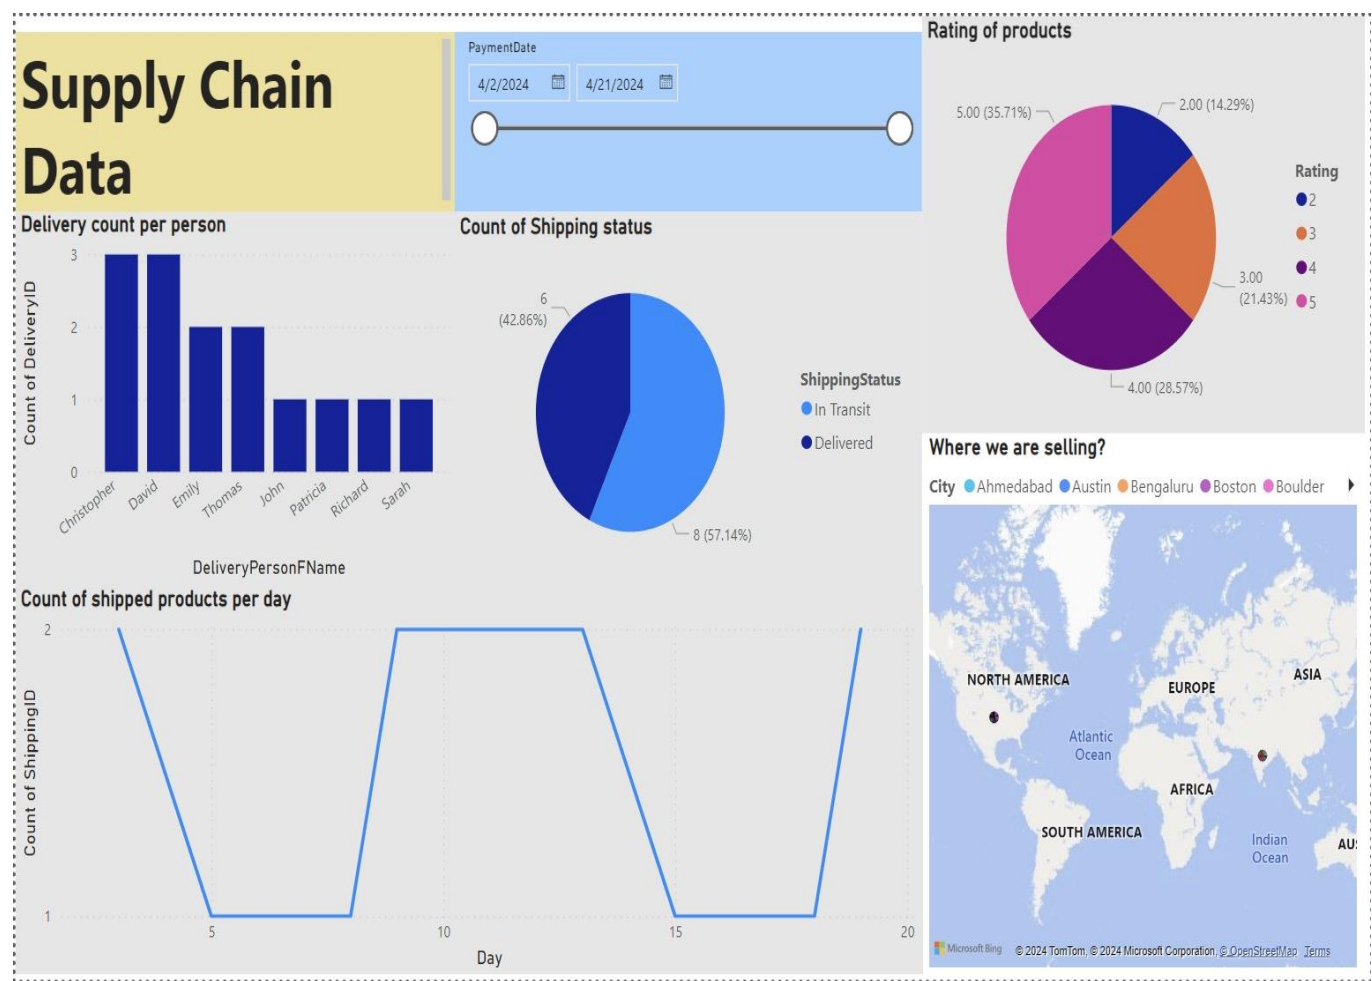 Supply Chain
Data
PaymentDate
4/2/2024
4/21/2024
Rating of products
5.00 (35.71%)
2.00 (14.29%)
3.00
(21.43%)
4.00 (28.57%)
Rating
2
3
4
5
Delivery count per person
Count of DeliveryID
3
2
1
0
Christopher
David
Emily
Thomas
John
Patricia
Richard
Sarah
DeliveryPersonFName
Count of Shipping status
6
(42.86%)
8 (57.14%)
ShippingStatus
In Transit
Delivered
Where we are selling?
City Ahmedabad Austin Bengaluru Boston Boulder
NORTH AMERICA
EUROPE
ASIA
Atlantic
Ocean
AFRICA
SOUTH AMERICA
Indian
Ocean
AU
Microsoft Bing
© 2024 TomTom, © 2024 Microsoft Corporation, © OpenStreetMap Terms
Count of shipped products per day
Count of ShippingID
2
1
5
10
15
20
Day